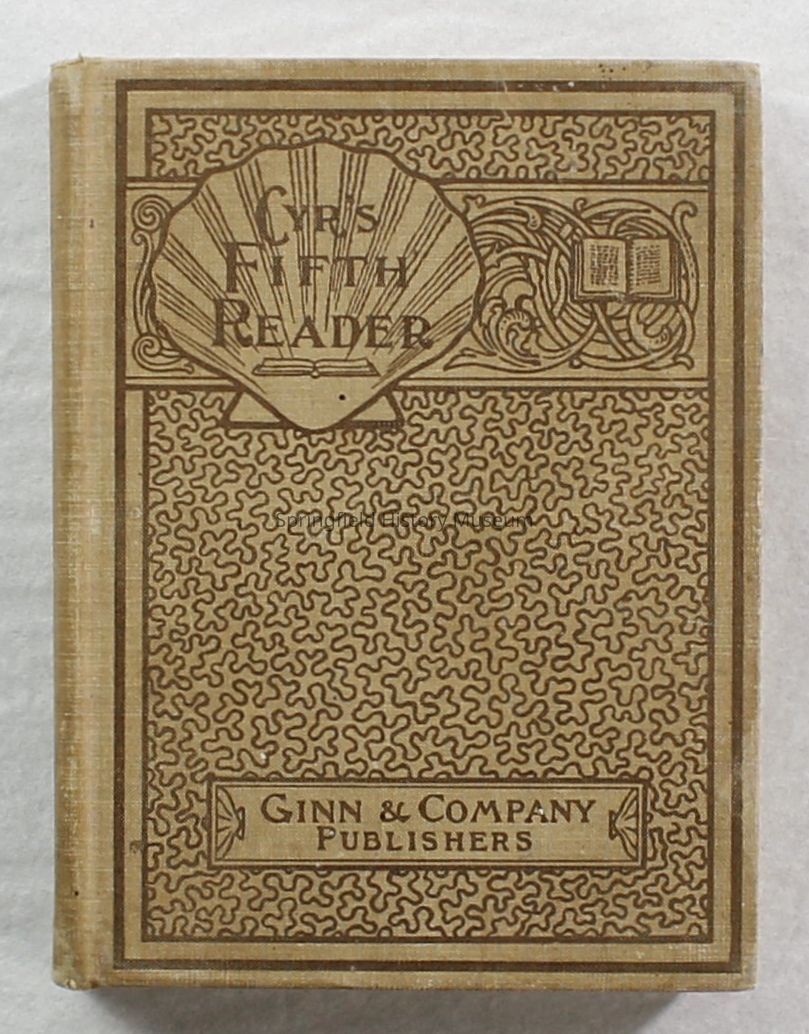 Cyr's
Fifth
Reader
Springfield History Museum
Ginn & Company
Publishers